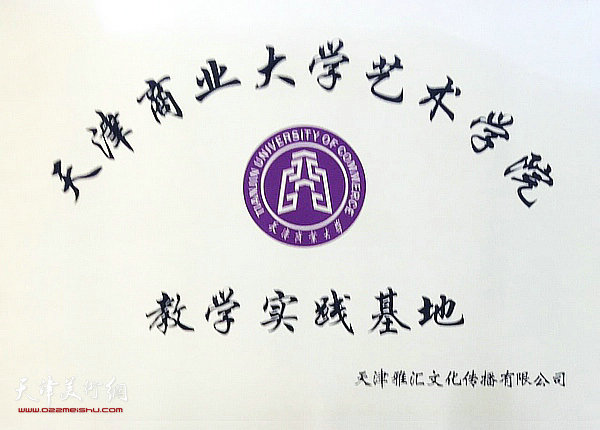 天津商业大学艺术学院
TIANJIN UNIVERSITY OF COMMERCE
天津商業大學
教学实践基地
天津雅汇文化传播有限公司
天津美术网
www.022meishu.com